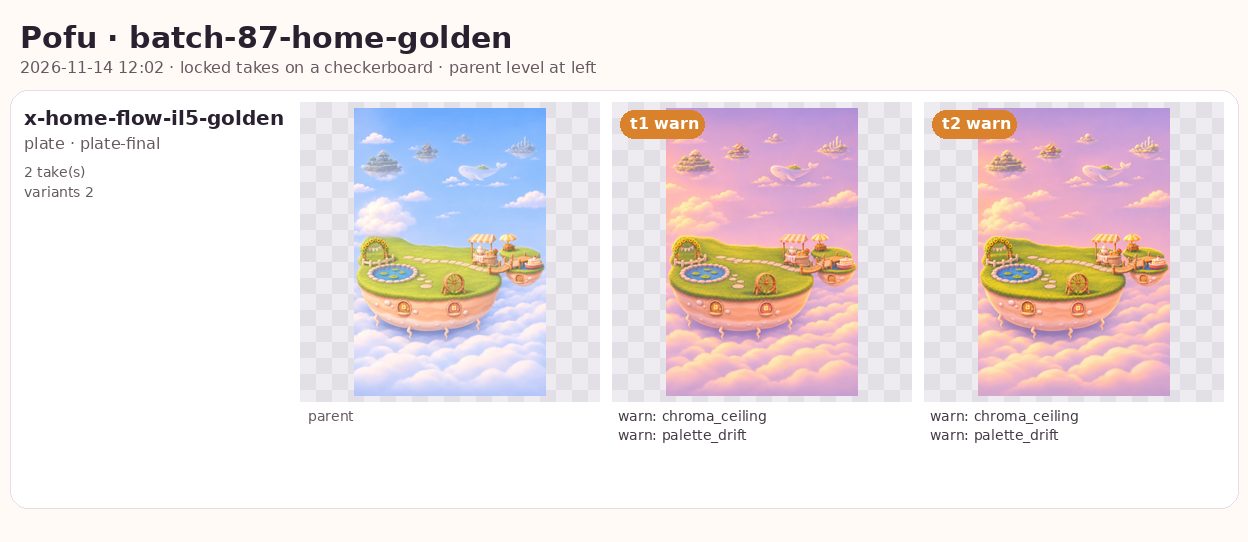 Pofu · batch-87-home-golden
2026-11-14 12:02 · locked takes on a checkerboard · parent level at left
x-home-flow-il5-golden
plate · plate-final
2 take(s)
variants 2
parent
t1 warn
warn: chroma_ceiling
warn: palette_drift
t2 warn
warn: chroma_ceiling
warn: palette_drift